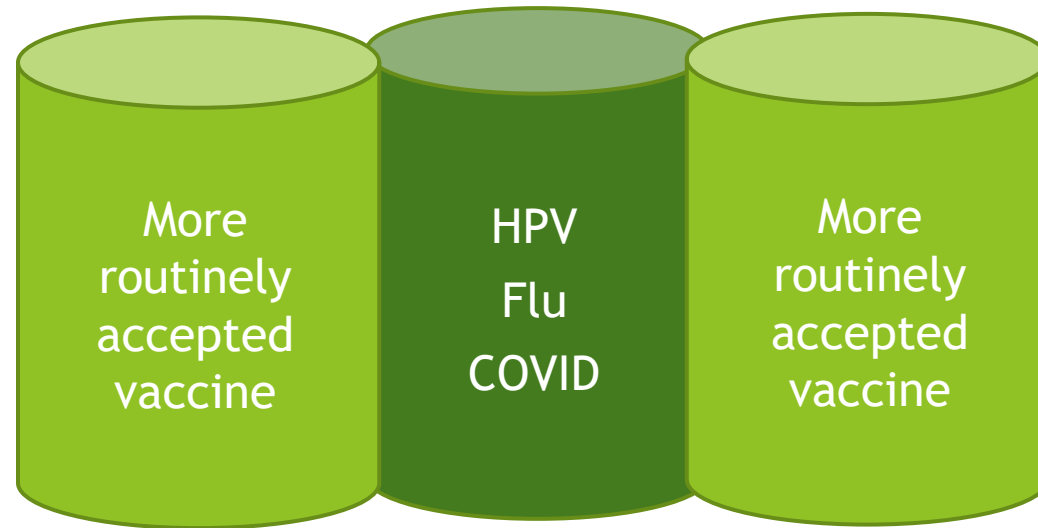 More
routinely
accepted
vaccine
HPV
Flu
COVID
More
routinely
accepted
vaccine